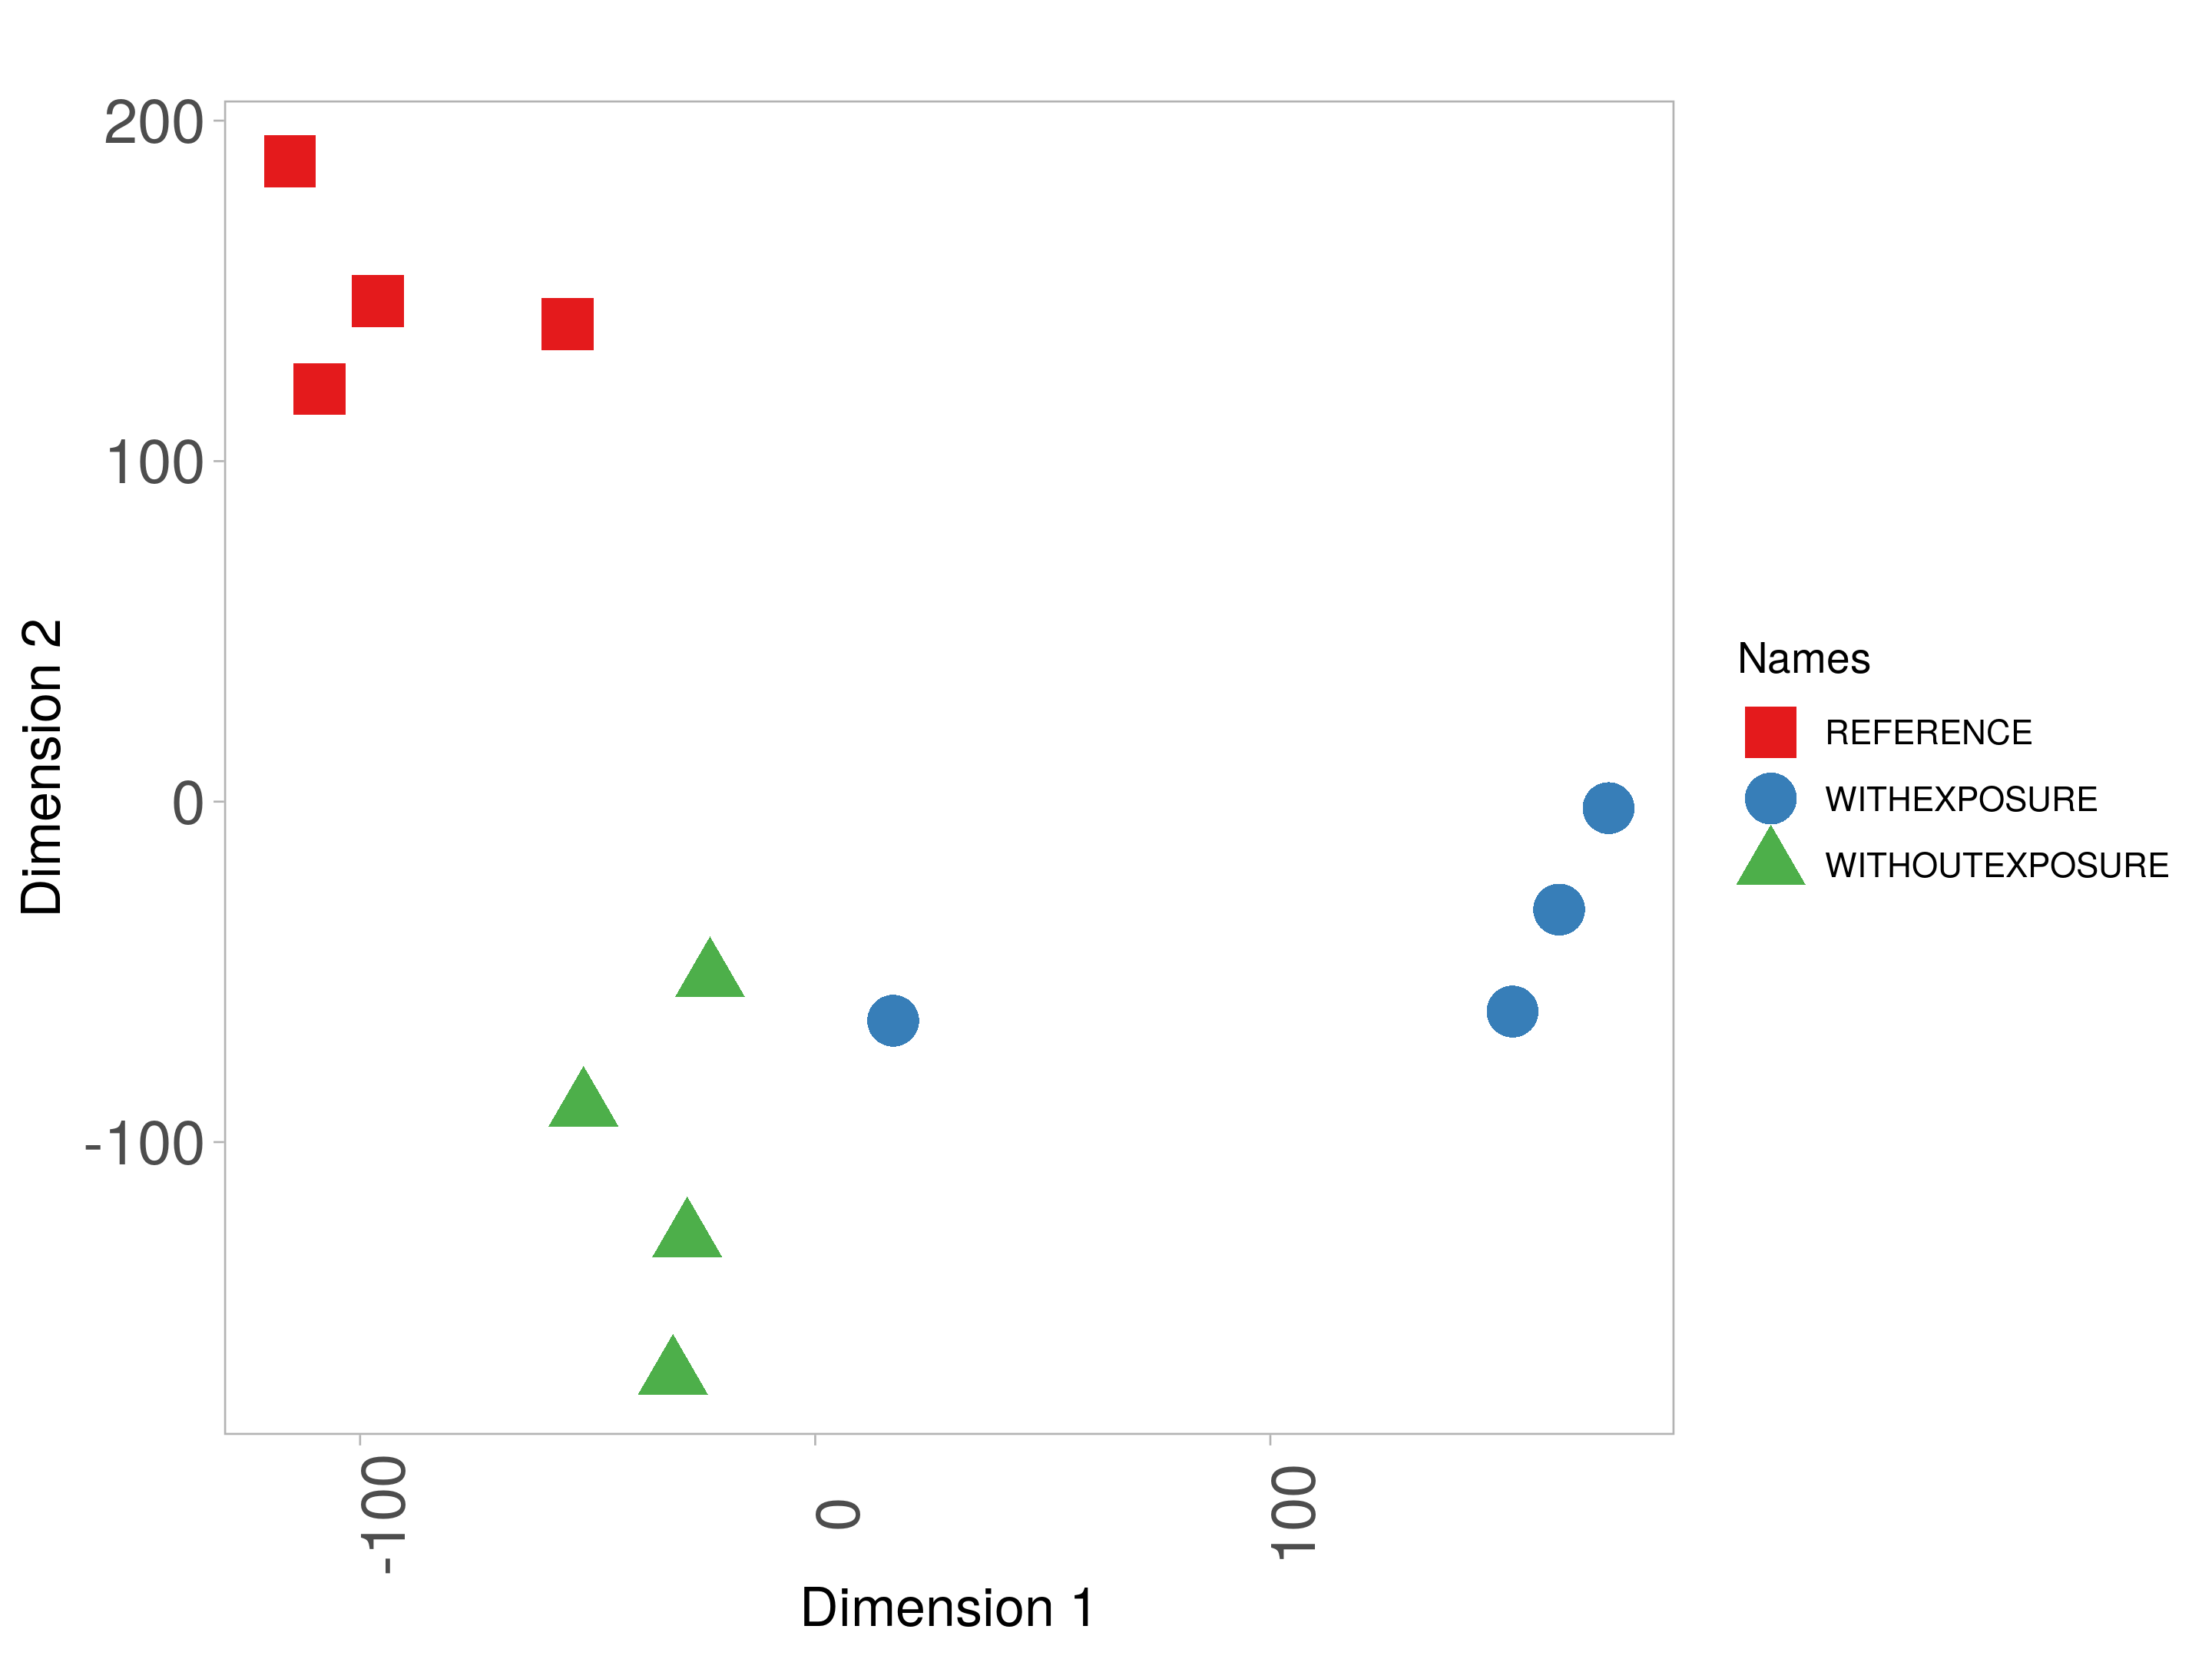 200
100
0
-100
Dimension 2
-100
0
100
Dimension 1
Names
REFERENCE
WITHEXPOSURE
WITHOUTEXPOSURE